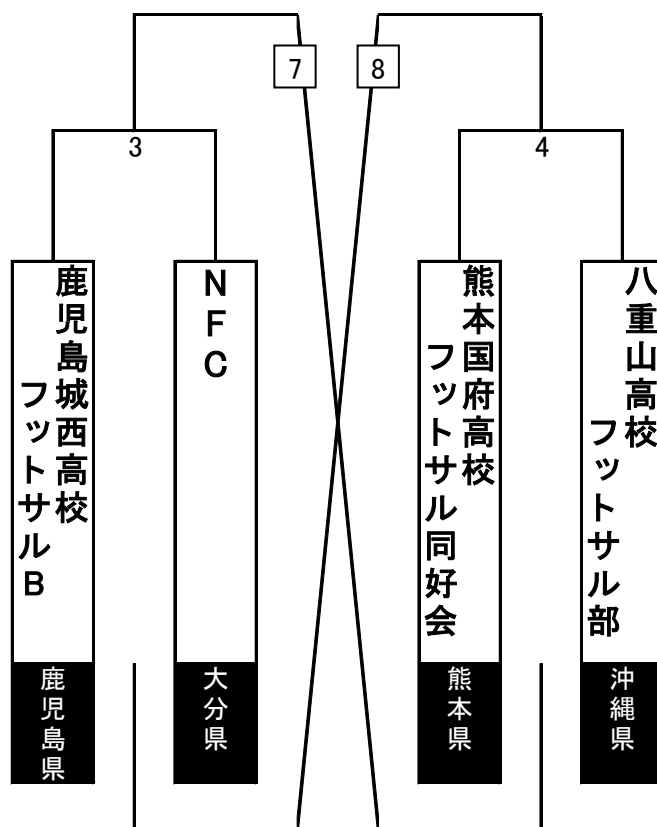 7
8
3
4
鹿児島城西高校
フットサルB
NFC
熊本国府高校
フットサル同好会
八重山高校
フットサル部
鹿児島県
大分県
熊本県
沖縄県